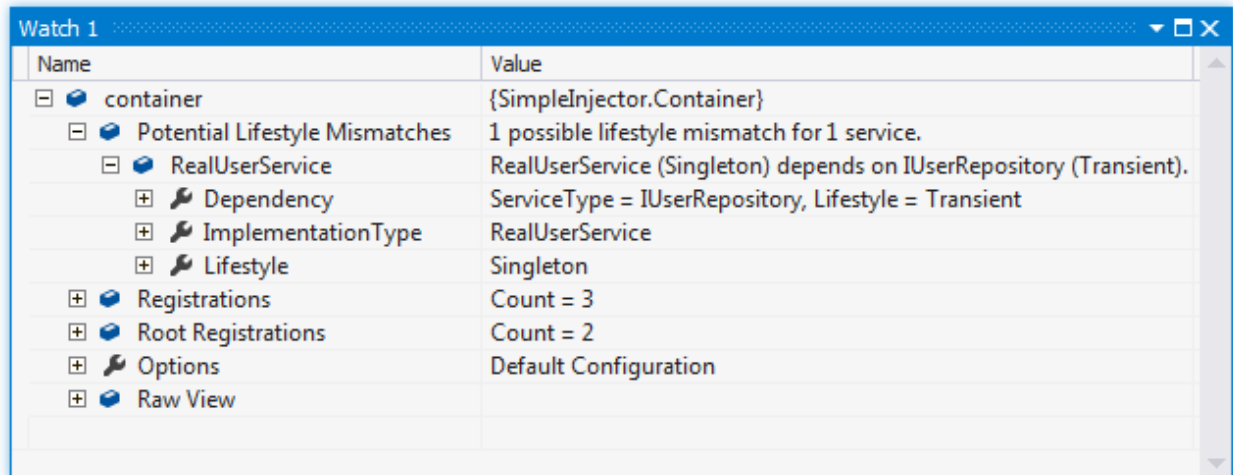 Watch 1
Name Value
container {SimpleInjector.Container}
Potential Lifestyle Mismatches 1 possible lifestyle mismatch for 1 service.
RealUserService RealUserService (Singleton) depends on IUserRepository (Transient).
Dependency ServiceType = IUserRepository, Lifestyle = Transient
ImplementationType RealUserService
Lifestyle Singleton
Registrations Count = 3
Root Registrations Count = 2
Options Default Configuration
Raw View